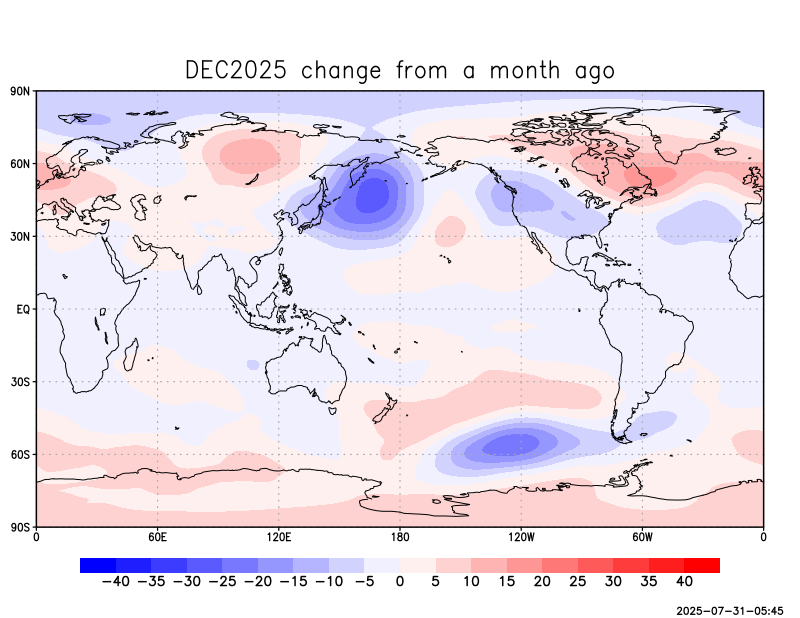 DEC2025 change from a month ago
90N
60N
30N
EQ
30S
60S
90S
0 60E 120E 180 120W 60W 0
−40 −35 −30 −25 −20 −15 −10 −5 0 5 10 15 20 25 30 35 40
2025-07-31-05:45